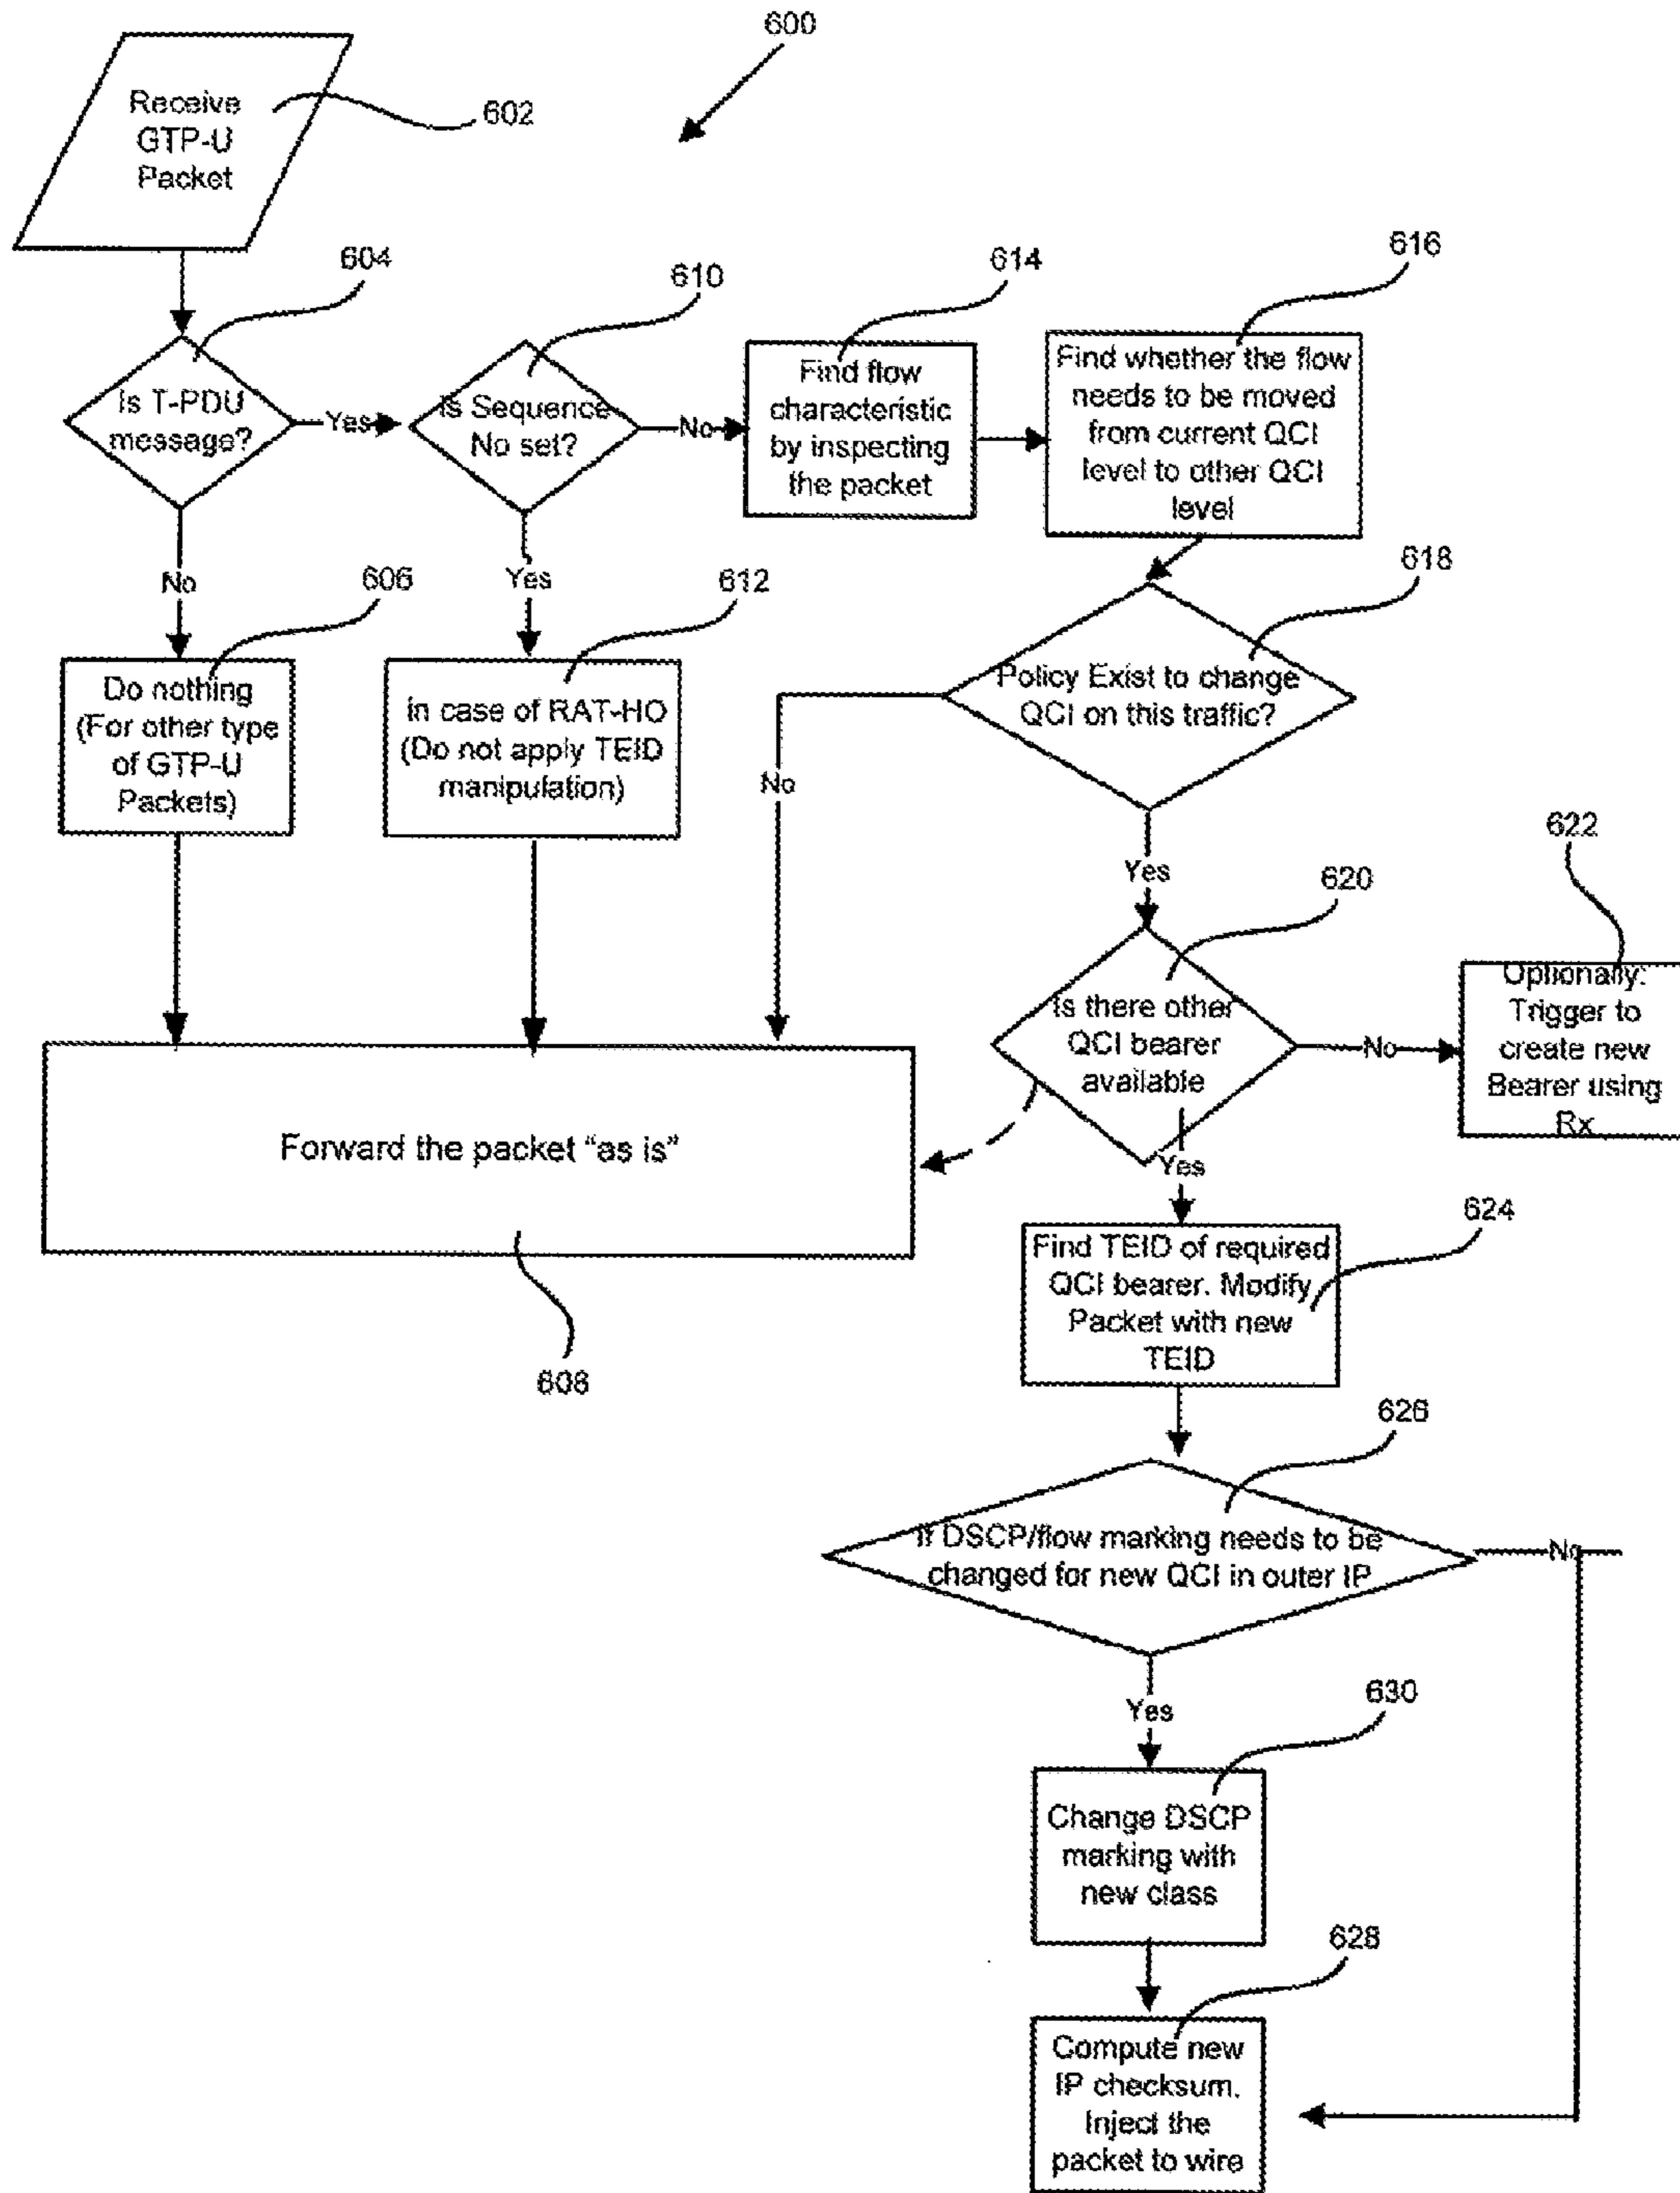 600
Receive
GTP-U
Packet
602
604
Is T-PDU
message?
Yes
No
610
Is Sequence
No set?
No
Yes
614
Find flow
characteristic
by inspecting
the packet
616
Find whether the flow
needs to be moved
from current QCI
level to other QCI
level
606
Do nothing
(For other type
of GTP-U
Packets)
612
In case of RAT-HO
(Do not apply TEID
manipulation)
618
Policy Exist to change
QCI on this traffic?
No
Yes
620
Is there other
QCI bearer
available
No
Yes
622
Optionally:
Trigger to
create new
Bearer using
Rx
Forward the packet “as is”
608
624
Find TEID of required
QCI bearer. Modify
Packet with new
TEID
626
If DSCP/flow marking needs to be
changed for new QCI in outer IP
No
Yes
630
Change DSCP
marking with
new class
628
Compute new
IP checksum.
Inject the
packet to wire